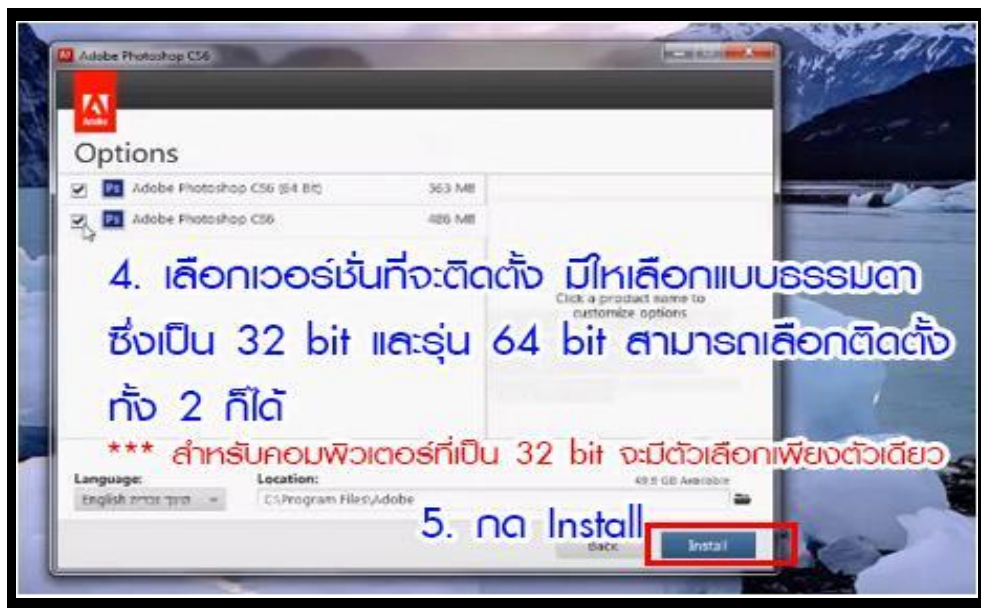 Adobe Photoshop CS6
Adobe
Options
Adobe Photoshop CS6 (64 Bit) 363 MB
Adobe Photoshop CS6 486 MB
4. เลือกเวอร์ชั่นที่จะติดตั้ง มีให้เลือกแบบธรรมดา
Click a product name to
customize options
ซึ่งเป็น 32 bit และรุ่น 64 bit สามารถเลือกติดตั้ง
ทั้ง 2 ก็ได้
*** สำหรับคอมพิวเตอร์ที่เป็น 32 bit จะมีตัวเลือกเพียงตัวเดียว
Language:
Location:
49.9 GB Available
English
C:\Program Files\Adobe
5. กด Install
Back
Install